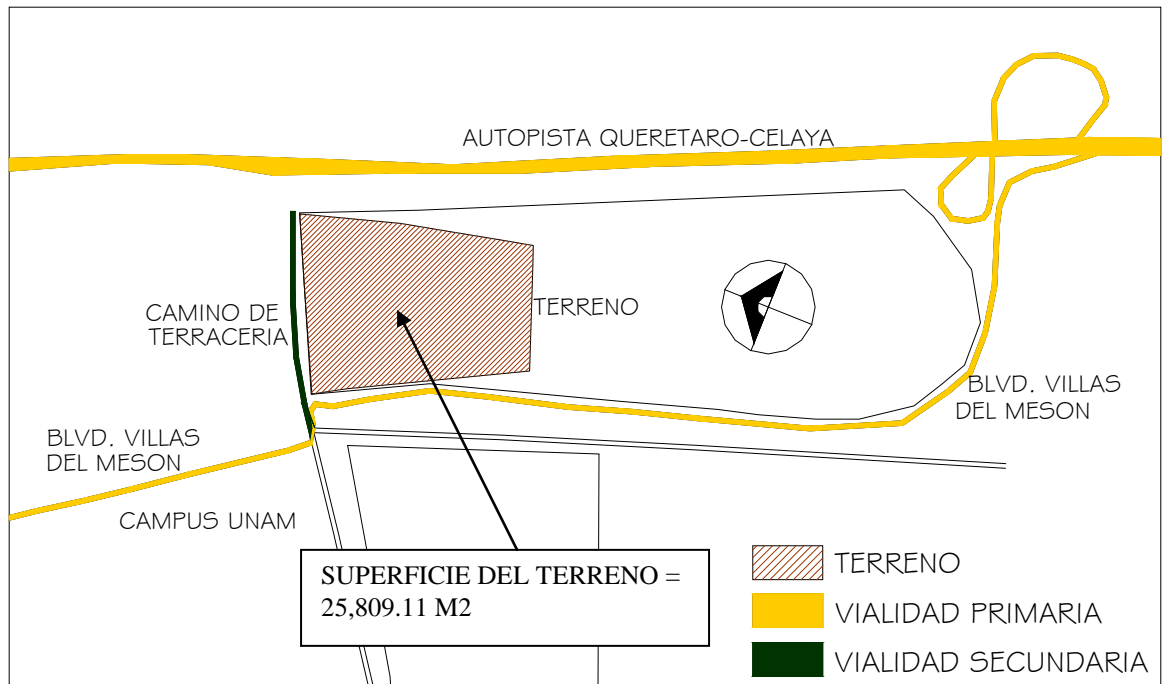 AUTOPISTA QUERETARO-CELAYA
CAMINO DE
TERRACERIA
TERRENO
BLVD. VILLAS
DEL MESON
BLVD. VILLAS
DEL MESON
CAMPUS UNAM
SUPERFICIE DEL TERRENO =
25,809.11 M2
TERRENO
VIALIDAD PRIMARIA
VIALIDAD SECUNDARIA